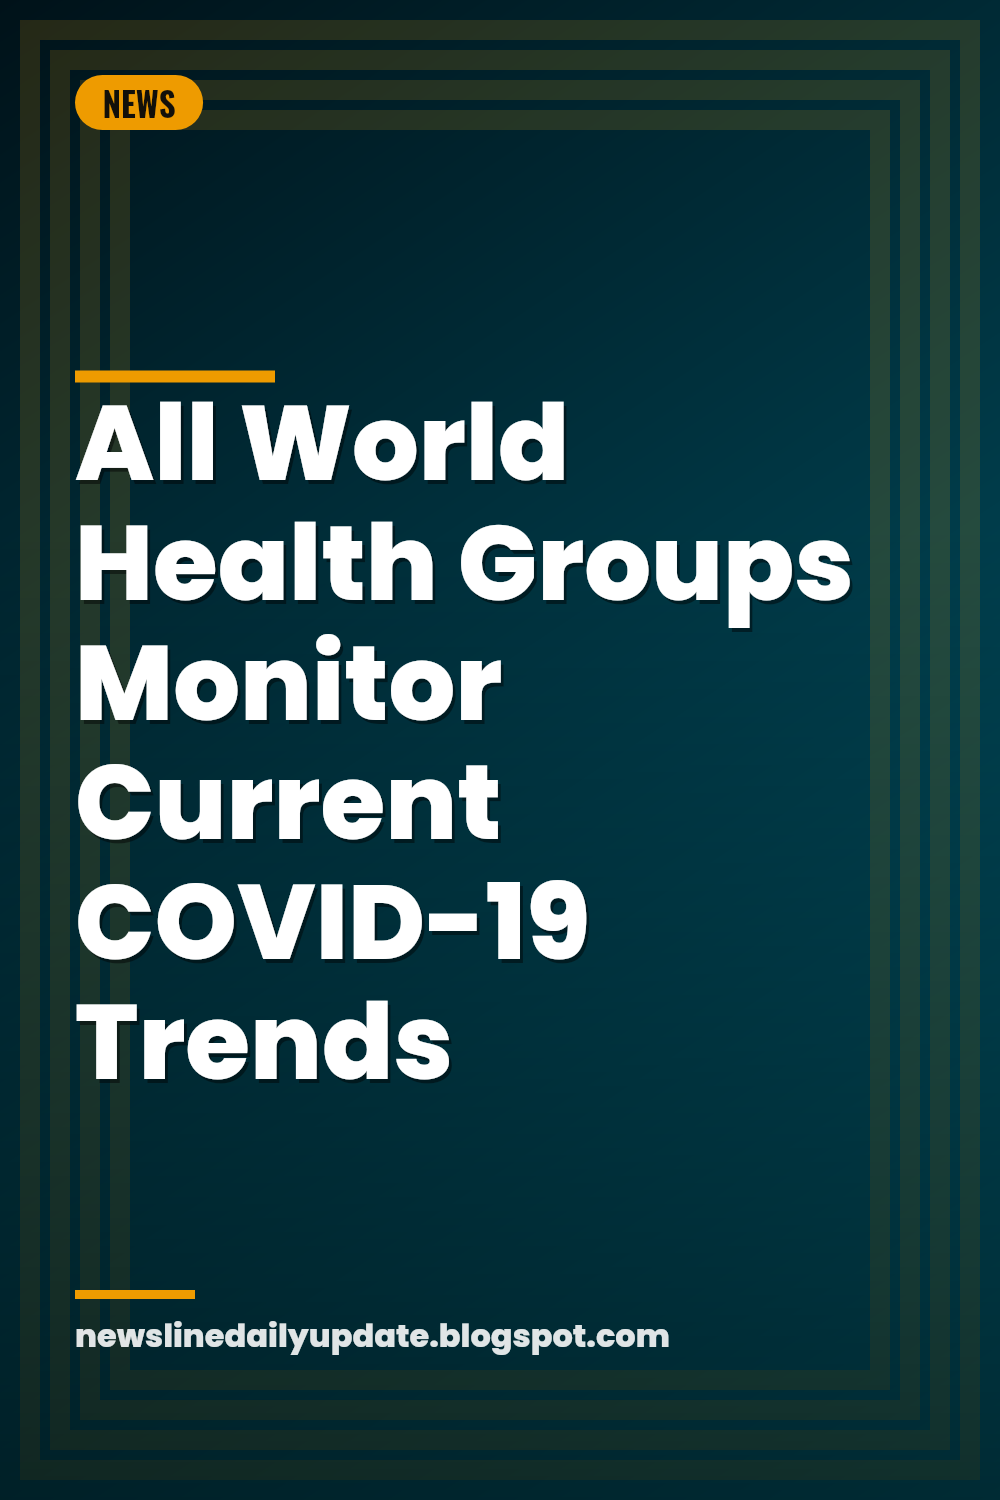 NEWS
All World
Health Groups
Monitor
Current
COVID-19
Trends
newslinedailyupdate.blogspot.com